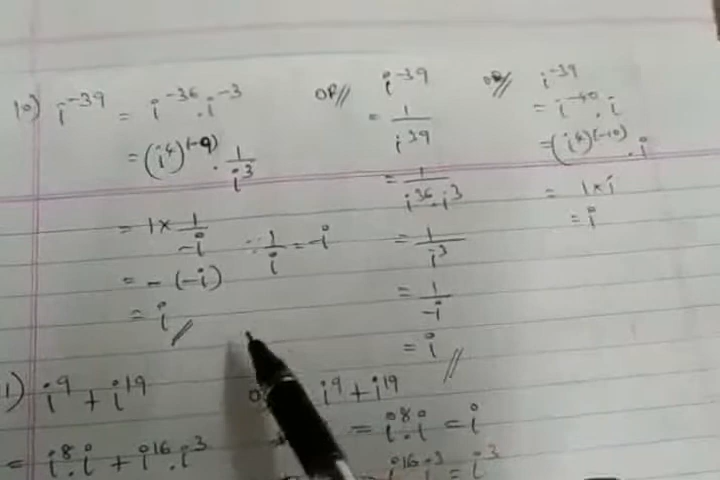 10) i^-39 = i^-36 . i^-3
= (i^4)^(-9) . 1/i^3
= 1 x 1/-i ∵ 1/i = -i
= - (-i)
= i //
OR// i^-39
= 1/i^39
= 1/i^36.i^3
= 1/i^3
= 1/-i
= i //
OR// i^-39
= i^-40 . i
= (i^4)^(-10) . i
= 1 x i
= i
1) i^9 + i^19
= i^8.i + i^16.i^3
i^9 + i^19
= i^8.i = i
i^16.i^3 = i^3